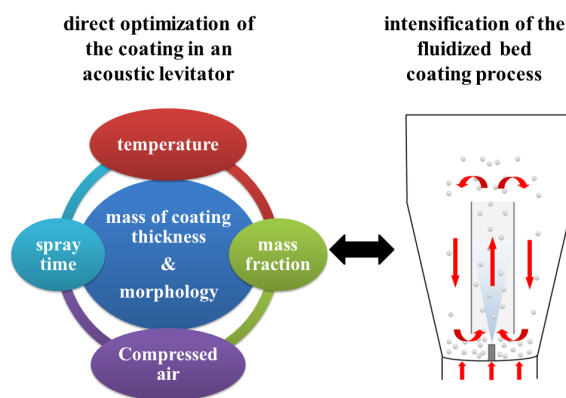 direct optimization of
the coating in an
acoustic levitator
intensification of the
fluidized bed
coating process
temperature
mass of coating
thickness
&
morphology
spray
time
mass
fraction
Compressed
air